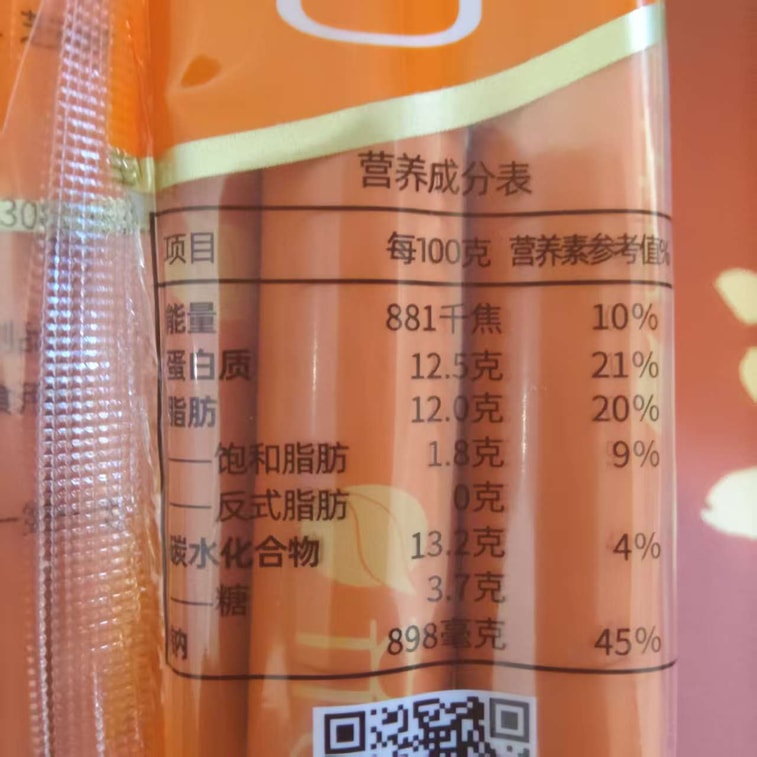 营养成分表
项目 每100克 营养素参考值%
能量 881千焦 10%
蛋白质 12.5克 21%
脂肪 12.0克 20%
——饱和脂肪 1.8克 9%
——反式脂肪 0克
碳水化合物 13.2克 4%
——糖 3.7克
钠 898毫克 45%